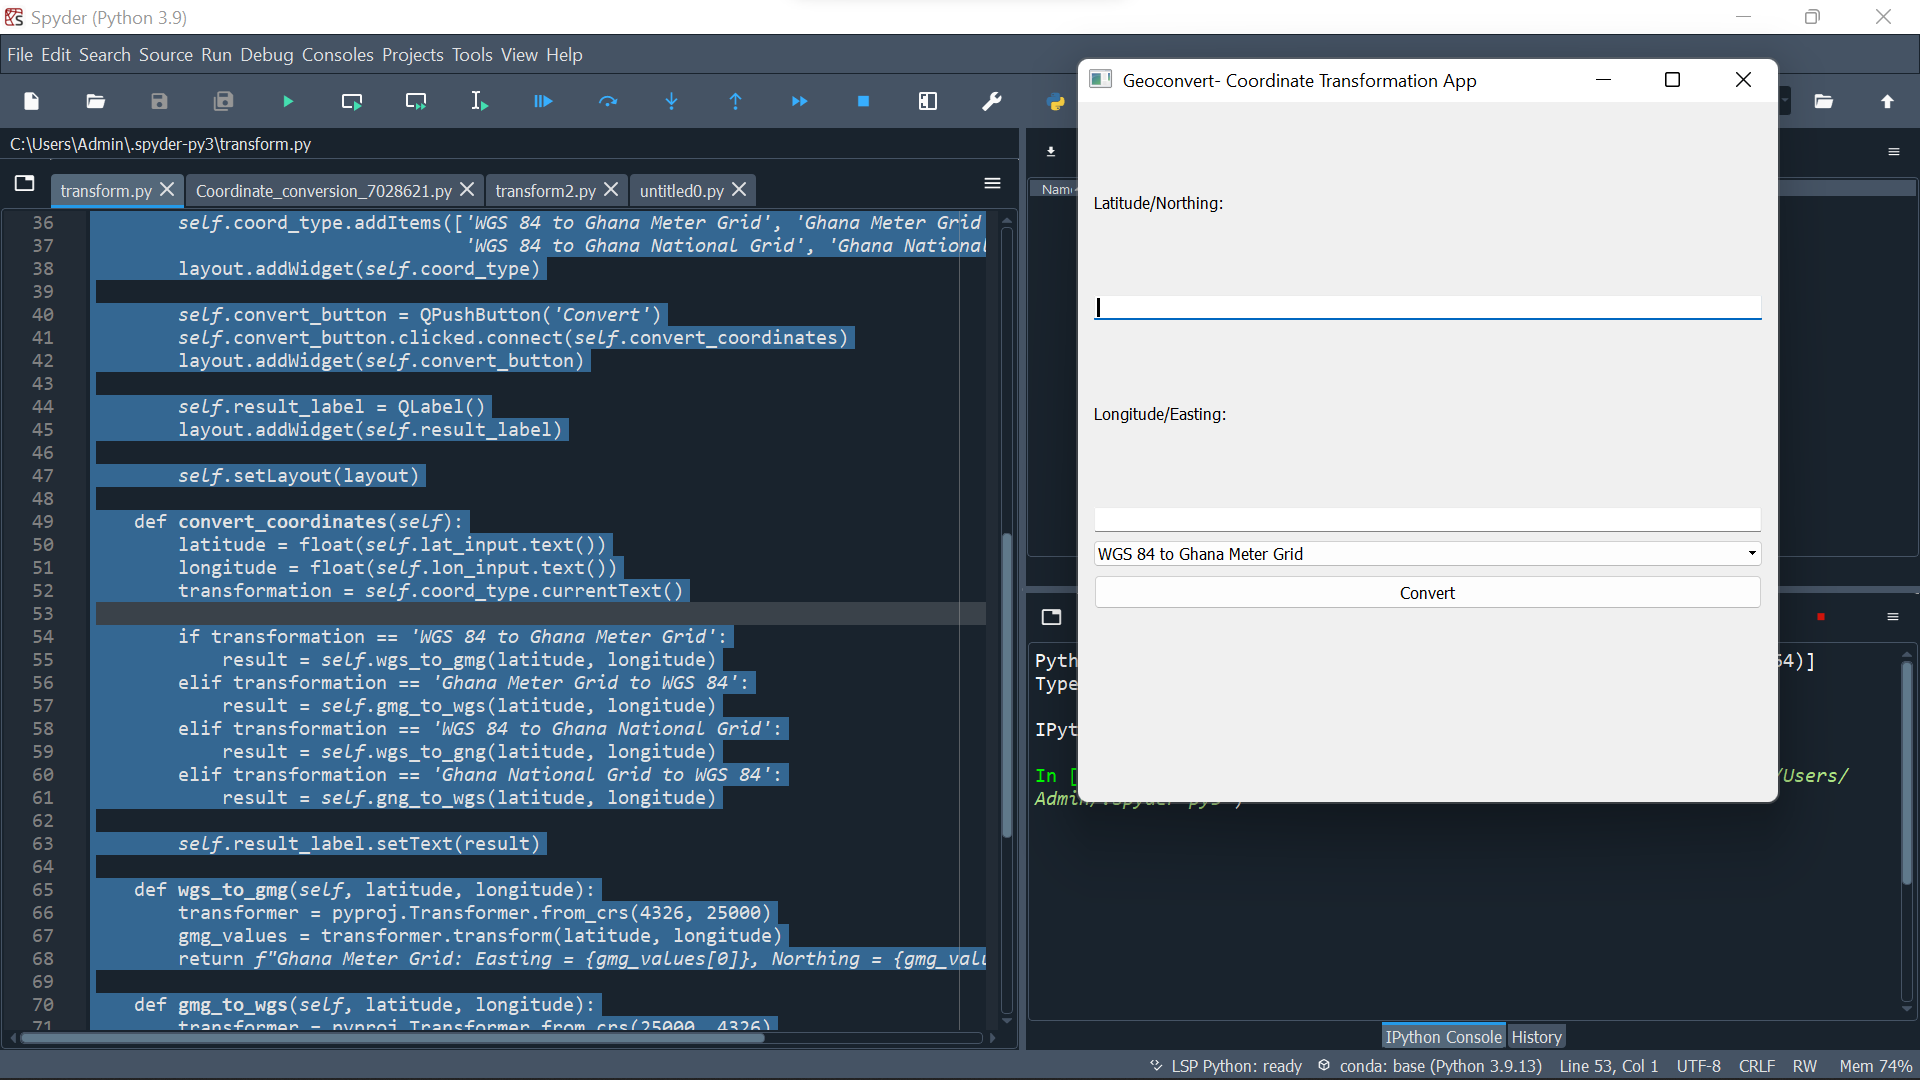 Spyder (Python 3.9)
File Edit Search Source Run Debug Consoles Projects Tools View Help
C:\Users\Admin\.spyder-py3\transform.py
transform.py Coordinate_conversion_7028621.py transform2.py untitled0.py
36 self.coord_type.addItems(['WGS 84 to Ghana Meter Grid', 'Ghana Meter Grid
37 'WGS 84 to Ghana National Grid', 'Ghana National
38 layout.addWidget(self.coord_type)
39
40 self.convert_button = QPushButton('Convert')
41 self.convert_button.clicked.connect(self.convert_coordinates)
42 layout.addWidget(self.convert_button)
43
44 self.result_label = QLabel()
45 layout.addWidget(self.result_label)
46
47 self.setLayout(layout)
48
49 def convert_coordinates(self):
50 latitude = float(self.lat_input.text())
51 longitude = float(self.lon_input.text())
52 transformation = self.coord_type.currentText()
53
54 if transformation == 'WGS 84 to Ghana Meter Grid':
55 result = self.wgs_to_gmg(latitude, longitude)
56 elif transformation == 'Ghana Meter Grid to WGS 84':
57 result = self.gmg_to_wgs(latitude, longitude)
58 elif transformation == 'WGS 84 to Ghana National Grid':
59 result = self.wgs_to_gng(latitude, longitude)
60 elif transformation == 'Ghana National Grid to WGS 84':
61 result = self.gng_to_wgs(latitude, longitude)
62
63 self.result_label.setText(result)
64
65 def wgs_to_gmg(self, latitude, longitude):
66 transformer = pyproj.Transformer.from_crs(4326, 25000)
67 gmg_values = transformer.transform(latitude, longitude)
68 return f"Ghana Meter Grid: Easting = {gmg_values[0]}, Northing = {gmg_valu
69
70 def gmg_to_wgs(self, latitude, longitude):
71 transformer = pyproj.Transformer.from_crs(25000, 4326)
Geoconvert- Coordinate Transformation App
Latitude/Northing:
Longitude/Easting:
WGS 84 to Ghana Meter Grid
Convert
Name
Pyth 54)]
Type
IPyt
In [ /Users/
Admin/.spyder-py3')
IPython Console History
LSP Python: ready conda: base (Python 3.9.13) Line 53, Col 1 UTF-8 CRLF RW Mem 74%